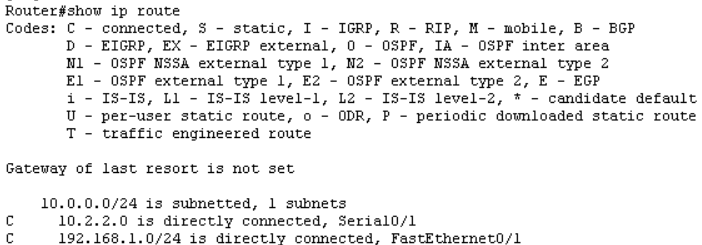 Router#show ip route
Codes: C - connected, S - static, I - IGRP, R - RIP, M - mobile, B - BGP
       D - EIGRP, EX - EIGRP external, O - OSPF, IA - OSPF inter area
       N1 - OSPF NSSA external type 1, N2 - OSPF NSSA external type 2
       E1 - OSPF external type 1, E2 - OSPF external type 2, E - EGP
       i - IS-IS, L1 - IS-IS level-1, L2 - IS-IS level-2, * - candidate default
       U - per-user static route, o - ODR, P - periodic downloaded static route
       T - traffic engineered route
Gateway of last resort is not set
    10.0.0.0/24 is subnetted, 1 subnets
C      10.2.2.0 is directly connected, Serial0/1
C      192.168.1.0/24 is directly connected, FastEthernet0/1